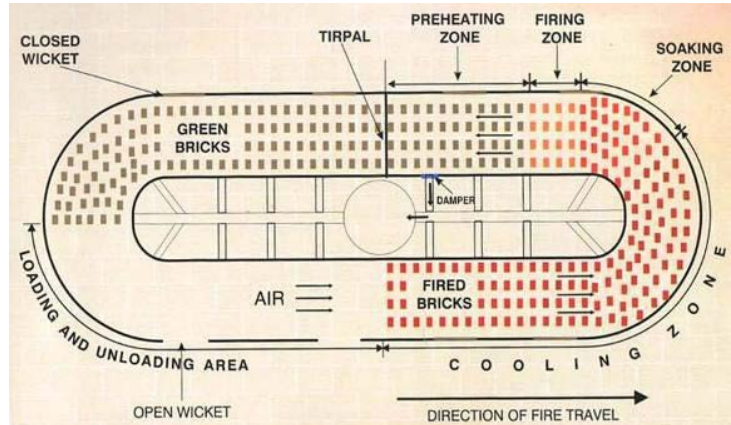 PREHEATING
ZONE
FIRING
ZONE
TIRPAL
CLOSED
WICKET
SOAKING
ZONE
GREEN
BRICKS
DAMPER
AIR
FIRED
BRICKS
LOADING AND UNLOADING AREA
COOLING ZONE
OPEN WICKET
DIRECTION OF FIRE TRAVEL